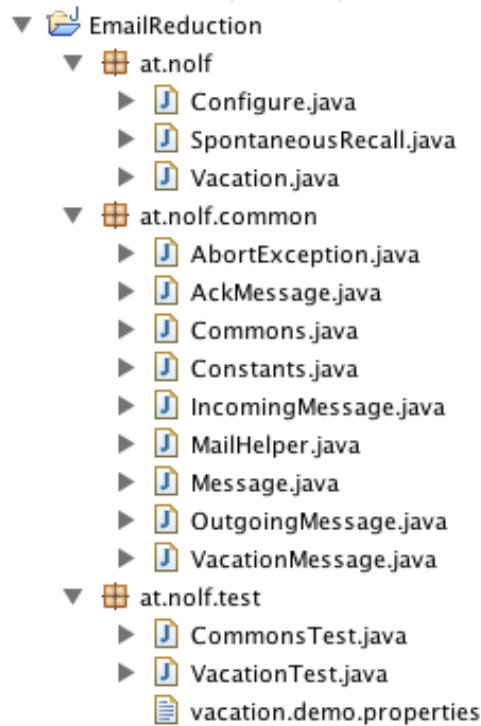 EmailReduction
at.nolf
Configure.java
SpontaneousRecall.java
Vacation.java
at.nolf.common
AbortException.java
AckMessage.java
Commons.java
Constants.java
IncomingMessage.java
MailHelper.java
Message.java
OutgoingMessage.java
VacationMessage.java
at.nolf.test
CommonsTest.java
VacationTest.java
vacation.demo.properties